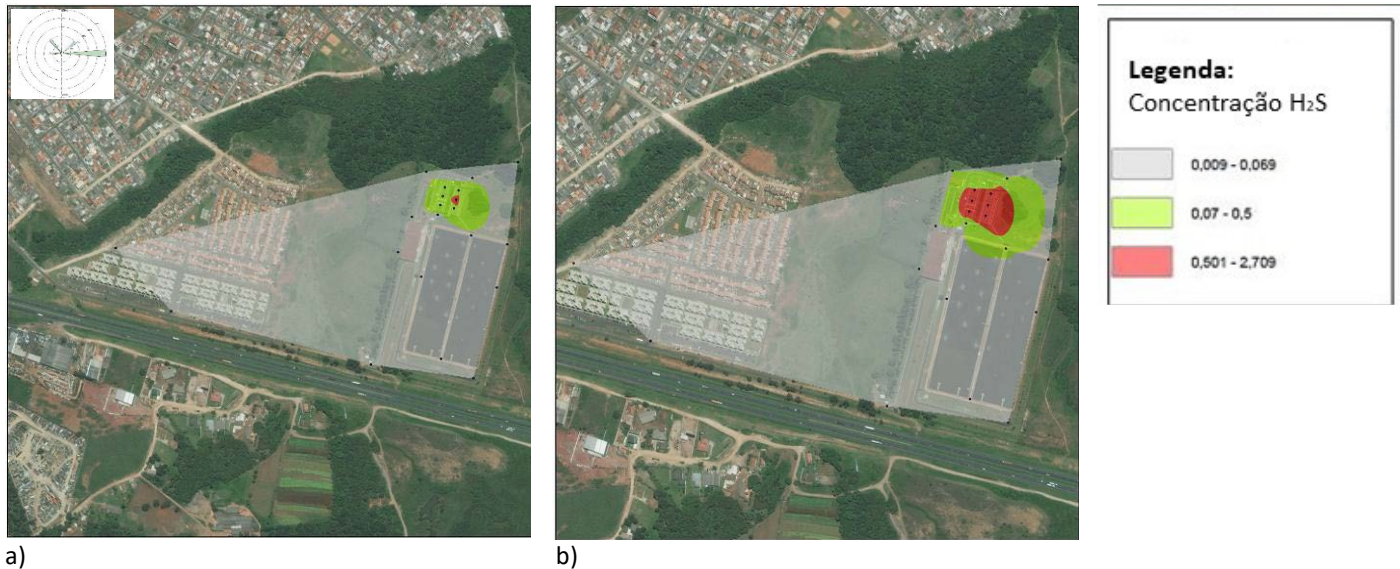 Legenda:
Concentração H₂S
0,009 - 0,069
0,07 - 0,5
0,501 - 2,709
a)
b)